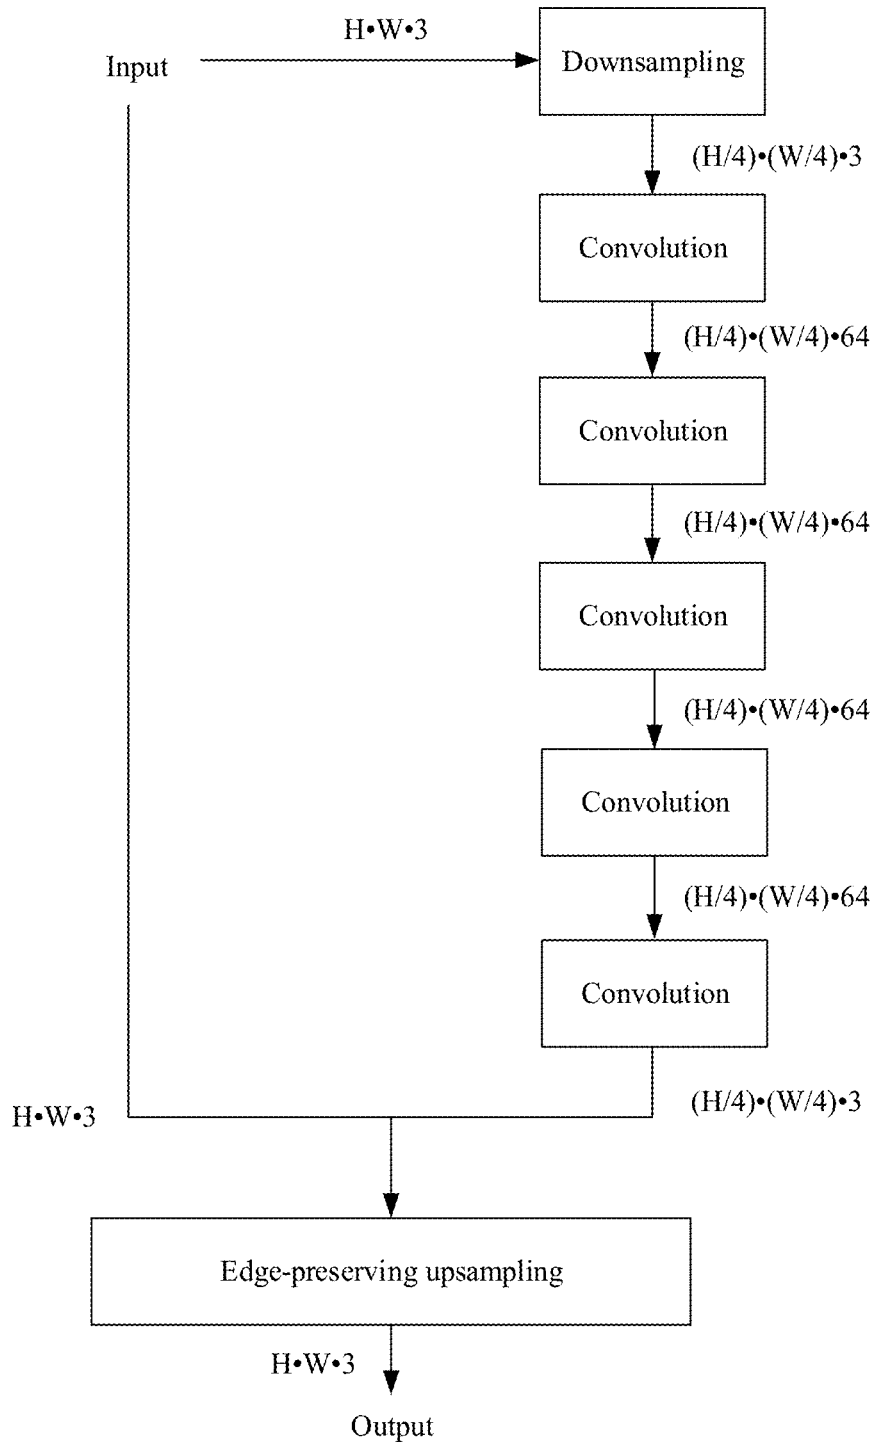 H•W•3
Input
Downsampling
(H/4)•(W/4)•3
Convolution
(H/4)•(W/4)•64
Convolution
(H/4)•(W/4)•64
Convolution
(H/4)•(W/4)•64
Convolution
(H/4)•(W/4)•64
Convolution
(H/4)•(W/4)•3
H•W•3
Edge-preserving upsampling
H•W•3
Output